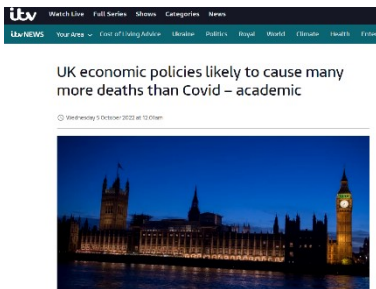 itv Watch Live Full Series Shows Categories News
itv NEWS Your Area Cost of Living Advice Ukraine Politics Royal World Climate Health Enter
UK economic policies likely to cause many
more deaths than Covid – academic
Wednesday 5 October 2022 at 12:01am